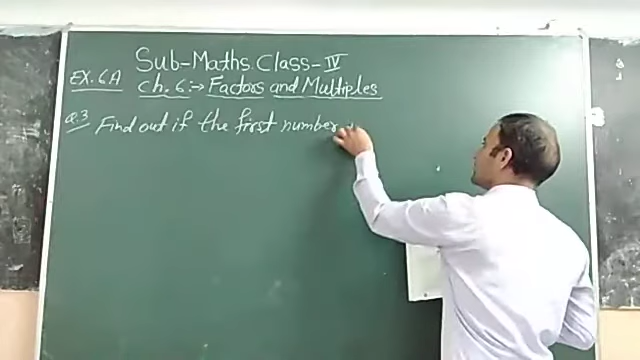 Sub-Maths. Class-IV
EX. 6A Ch. 6:→ Factors and Multiples
Q.3 Find out if the first number